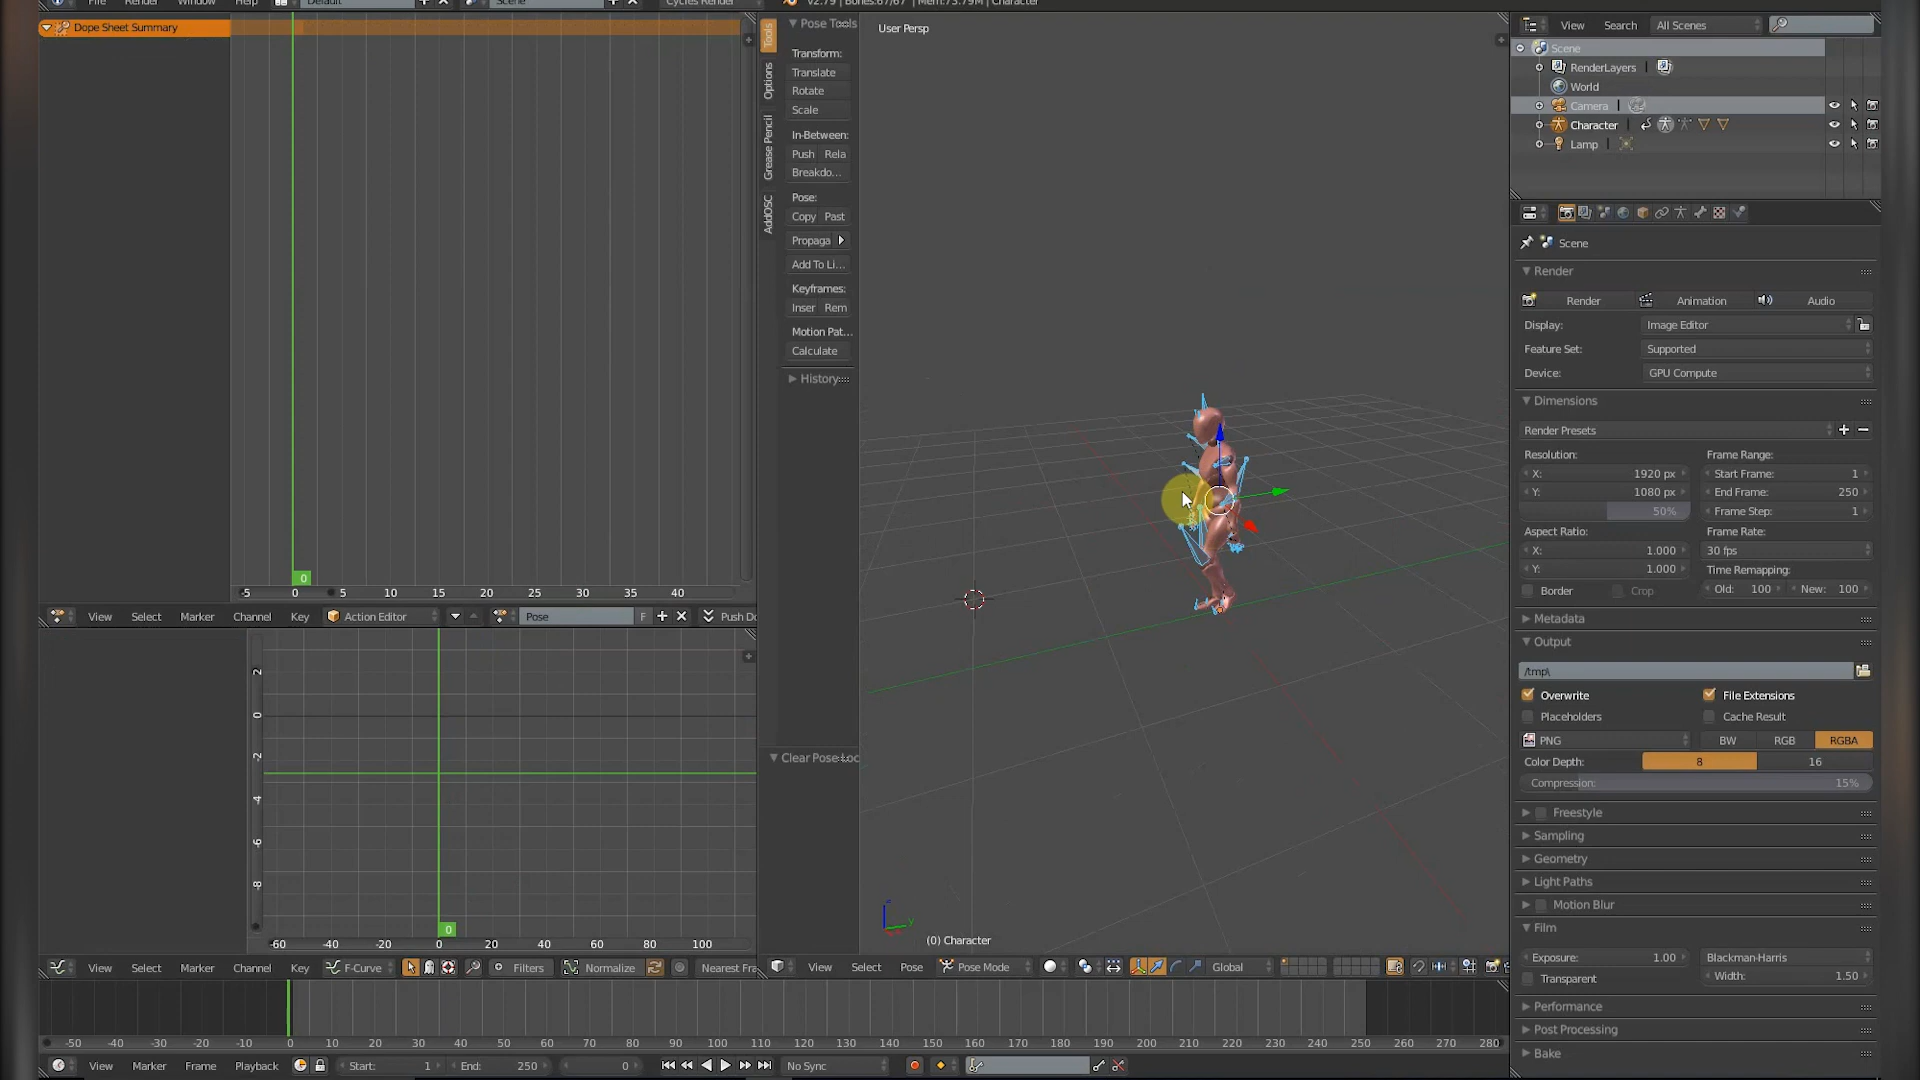 File Render Window Help Default Scene Cycles Render v2.79 | Bones:67/67 | Mem:73.79M | Character
Dope Sheet Summary
0
-5 0 5 10 15 20 25 30 35 40
View Select Marker Channel Key Action Editor Pose F Push Do
2
0
-2
-4
-6
-8
0
-60 -40 -20 0 20 40 60 80 100
View Select Marker Channel Key F-Curve Filters Normalize Nearest Fra
Tools
Options
Grease Pencil
AddOSC
Pose Tools
Transform:
Translate
Rotate
Scale
In-Between:
Push Rela
Breakdo...
Pose:
Copy Past
Propaga
Add To Li...
Keyframes:
Inser Rem
Motion Pat...
Calculate
History
Clear Pose Loc
User Persp
(0) Character
View Select Pose Pose Mode Global
-50 -40 -30 -20 -10 0 10 20 30 40 50 60 70 80 90 100 110 120 130 140 150 160 170 180 190 200 210 220 230 240 250 260 270 280
View Marker Frame Playback Start: 1 End: 250 0 No Sync
View Search All Scenes
Scene
RenderLayers
World
Camera
Character
Lamp
Scene
Render
Render Animation Audio
Display: Image Editor
Feature Set: Supported
Device: GPU Compute
Dimensions
Render Presets
Resolution: Frame Range:
X: 1920 px Start Frame: 1
Y: 1080 px End Frame: 250
50% Frame Step: 1
Aspect Ratio: Frame Rate:
X: 1.000 30 fps
Y: 1.000 Time Remapping:
Border Crop Old: 100 New: 100
Metadata
Output
/tmp\
Overwrite File Extensions
Placeholders Cache Result
PNG BW RGB RGBA
Color Depth: 8 16
Compression: 15%
Freestyle
Sampling
Geometry
Light Paths
Motion Blur
Film
Exposure: 1.00 Blackman-Harris
Transparent Width: 1.50
Performance
Post Processing
Bake